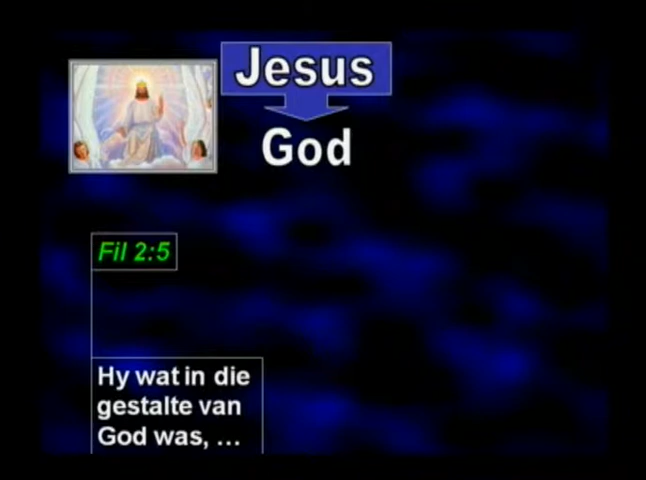 Jesus
God
Fil 2:5
Hy wat in die
gestalte van
God was, ...